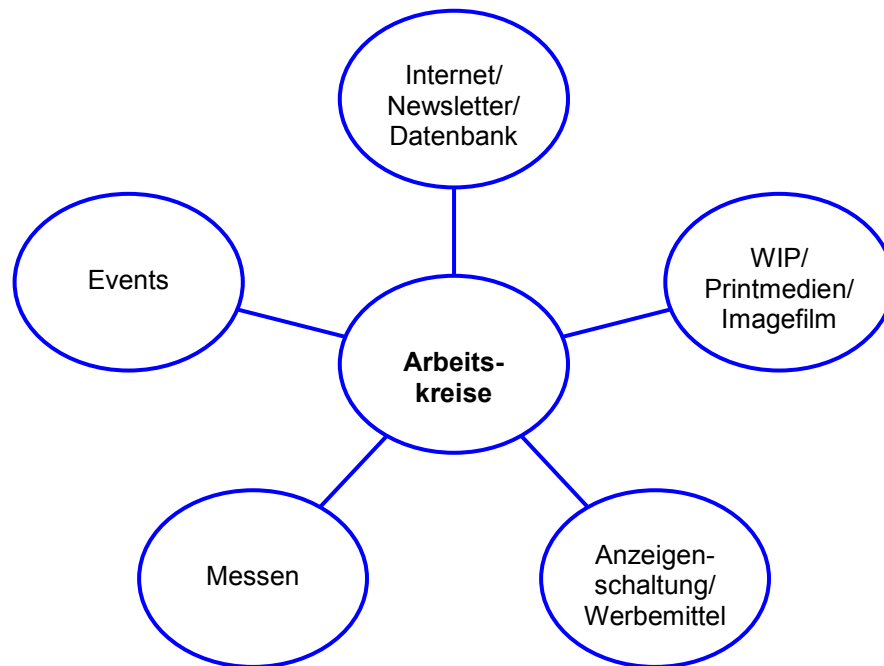 Internet/
Newsletter/
Datenbank
WIP/
Printmedien/
Imagefilm
Events
Arbeits-
kreise
Anzeigen-
schaltung/
Werbemittel
Messen